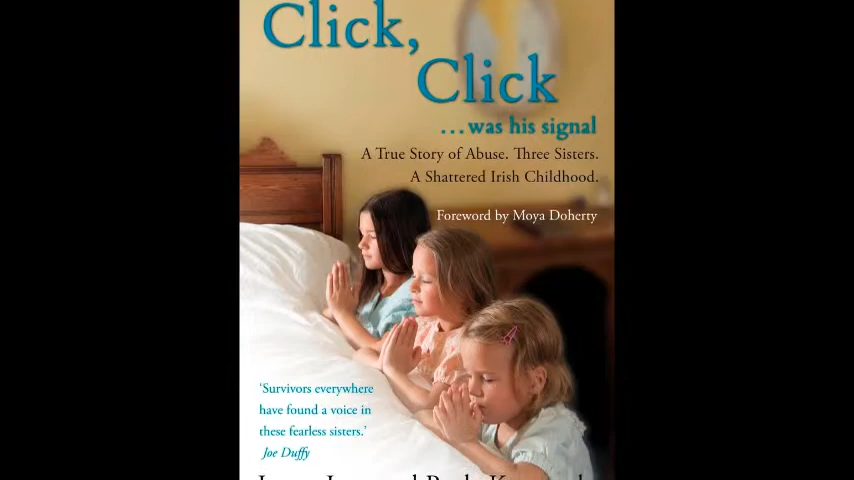 Click,
Click
...was his signal
A True Story of Abuse. Three Sisters.
A Shattered Irish Childhood.
Foreword by Moya Doherty
'Survivors everywhere
have found a voice in
these fearless sisters.'
Joe Duffy